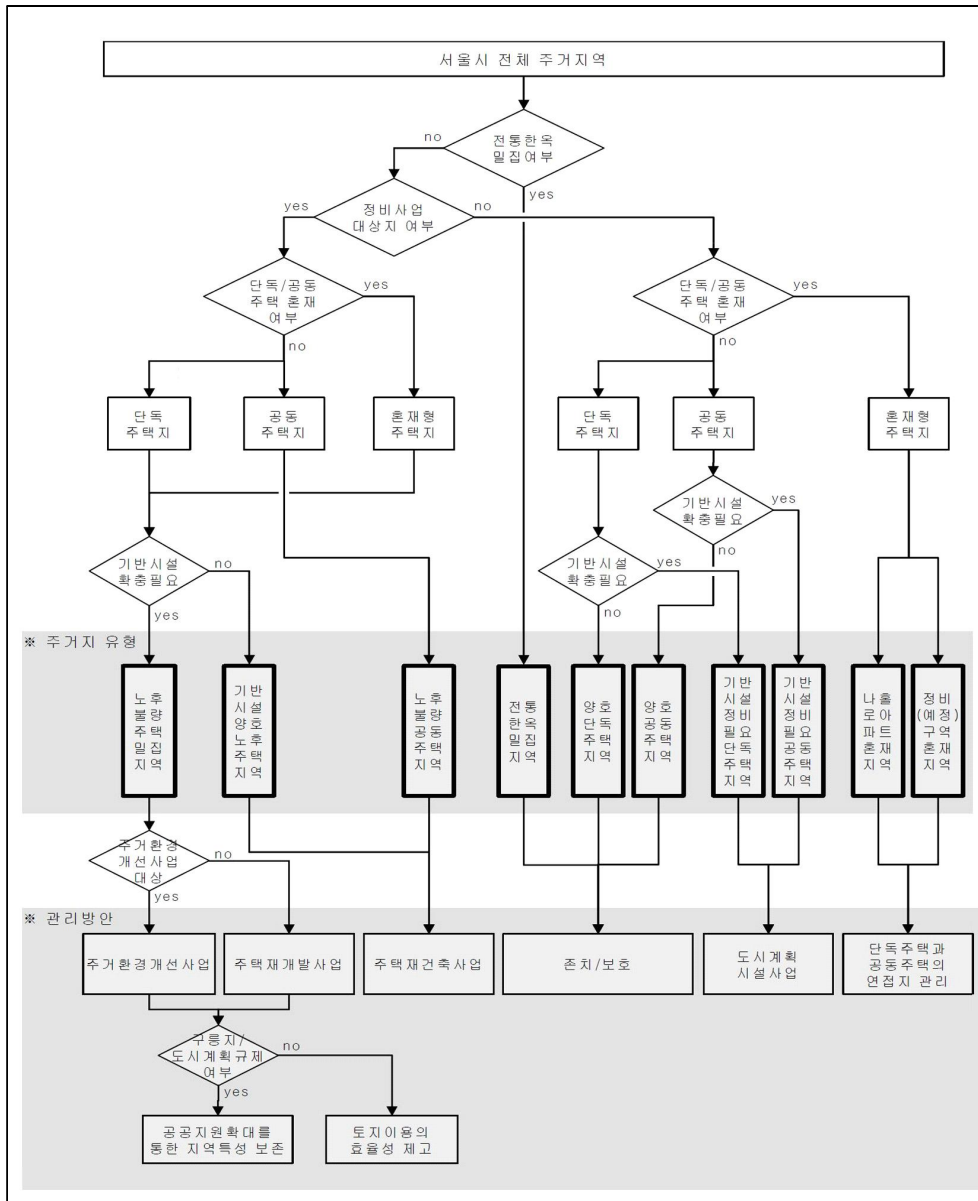 서울시 전체 주거지역
전통한옥
밀집여부
no
yes
정비사업
대상지 여부
yes
no
단독/공동
주택 혼재
여부
yes
no
단독/공동
주택 혼재
여부
yes
no
단독
주택지
공동
주택지
혼재형
주택지
단독
주택지
공동
주택지
혼재형
주택지
기반시설
확충필요
yes
no
기반시설
확충필요
no
yes
기반시설
확충필요
yes
no
※ 주거지 유형
노후
불량
주택
밀집
지역
기반
시설
양호
노후
주택
지역
노후
불량
공동
주택
지역
전통
한옥
밀집
지역
양호
단독
주택
지역
양호
공동
주택
지역
기반
시설
정비
필요
단독
주택
지역
기반
시설
정비
필요
공동
주택
지역
나홀
로아
파트
혼재
지역
정비
(예정)
구역
혼재
지역
주거환경
개선사업
대상
no
yes
※ 관리방안
주거환경개선사업
주택재개발사업
주택재건축사업
존치/보호
도시계획
시설사업
단독주택과
공동주택의
연접지 관리
구릉지/
도시계획규제
여부
no
yes
공공지원확대를
통한 지역특성 보존
토지이용의
효율성 제고